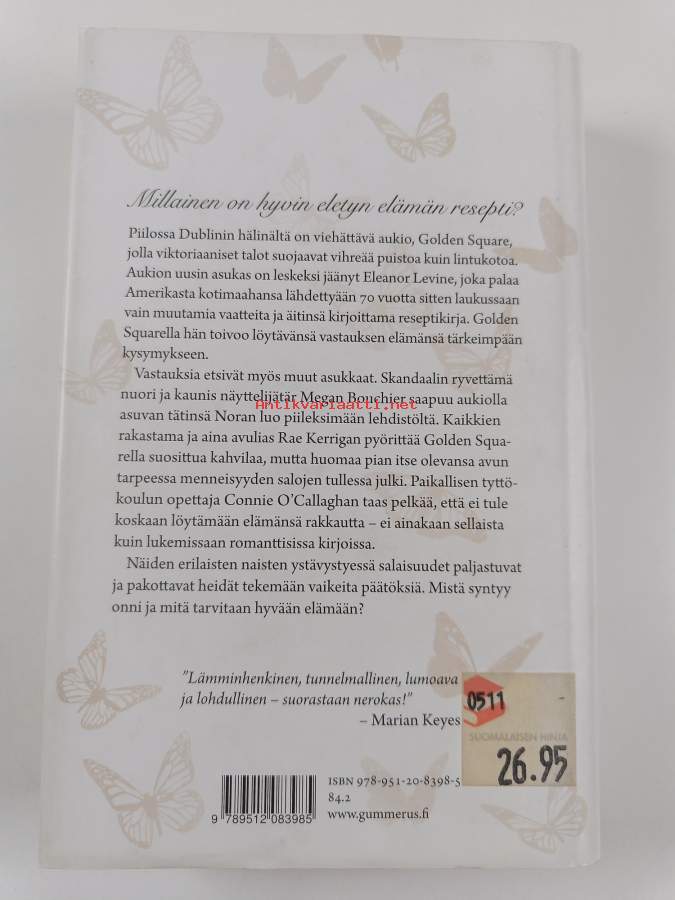 Millainen on hyvin eletyn elämän resepti?
Piilossa Dublinin hälinältä on viehättävä aukio, Golden Square,
jolla viktoriaaniset talot suojaavat vihreää puistoa kuin lintukotoa.
Aukion uusin asukas on leskeksi jäänyt Eleanor Levine, joka palaa
Amerikasta kotimaahansa lähdettyään 70 vuotta sitten laukussaan
vain muutamia vaatteita ja äitinsä kirjoittama reseptikirja. Golden
Squarella hän toivoo löytävänsä vastauksen elämänsä tärkeimpään
kysymykseen.
Vastauksia etsivät myös muut asukkaat. Skandaalin ryvettämä
nuori ja kaunis näyttelijätär Megan Bouchier saapuu aukiolla
Antikvariaatti.net
asuvan tätinsä Noran luo piileksimään lehdistöltä. Kaikkien
rakastama ja aina avulias Rae Kerrigan pyörittää Golden Squa-
rella suosittua kahvilaa, mutta huomaa pian itse olevansa avun
tarpeessa menneisyyden salojen tullessa julki. Paikallisen tyttö-
koulun opettaja Connie O'Callaghan taas pelkää, että ei tule
koskaan löytämään elämänsä rakkautta – ei ainakaan sellaista
kuin lukemissaan romanttisissa kirjoissa.
Näiden erilaisten naisten ystävystyessä salaisuudet paljastuvat
ja pakottavat heidät tekemään vaikeita päätöksiä. Mistä syntyy
onni ja mitä tarvitaan hyvään elämään?
"Lämminhenkinen, tunnelmallinen, lumoava
ja lohdullinen – suorastaan nerokas!"
– Marian Keyes
0511 -
SUOMALAISEN HINTA
26.95
ISBN 978-951-20-8398-5
84.2
www.gummerus.fi
9 789512 083985